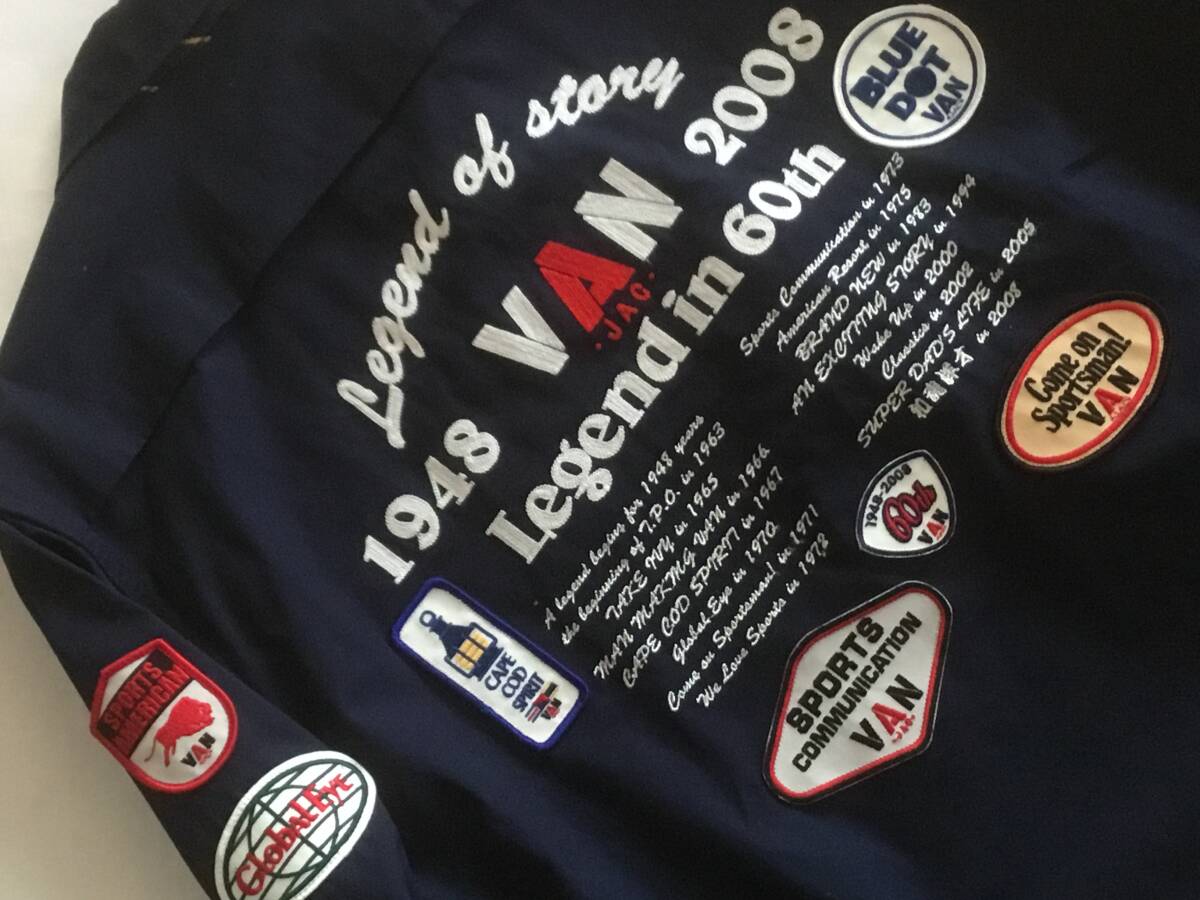 Legend of story
1948 VAN 2008
·JAC·
Legend in 60th
A legend begins for 1948 years
the beginning of T.P.O. in 1963
TAKE IVY in 1965
MAN MAKING VAN in 1966
CAPE COD SPIRIT in 1967
Global Eye in 1970
Come on Sportsman! in 1971
We Love Sports in 1972
Sports Communication in 1973
American Resort in 1975
BRAND NEW in 1983
AN EXCITING STORY in 1994
Wake Up in 2000
Classics in 2002
SUPER DAD'S LIFE in 2005
in 2008
BLUE
DOT
VAN
Come on
Sportsman!
VAN
1948-2008
60th
VAN
SPORTS
COMMUNICATION
VAN
·JAC·
CAPE
COD
SPIRIT
VAN
SPORTS
AMERICAN
VAN
GLOBAL EYE